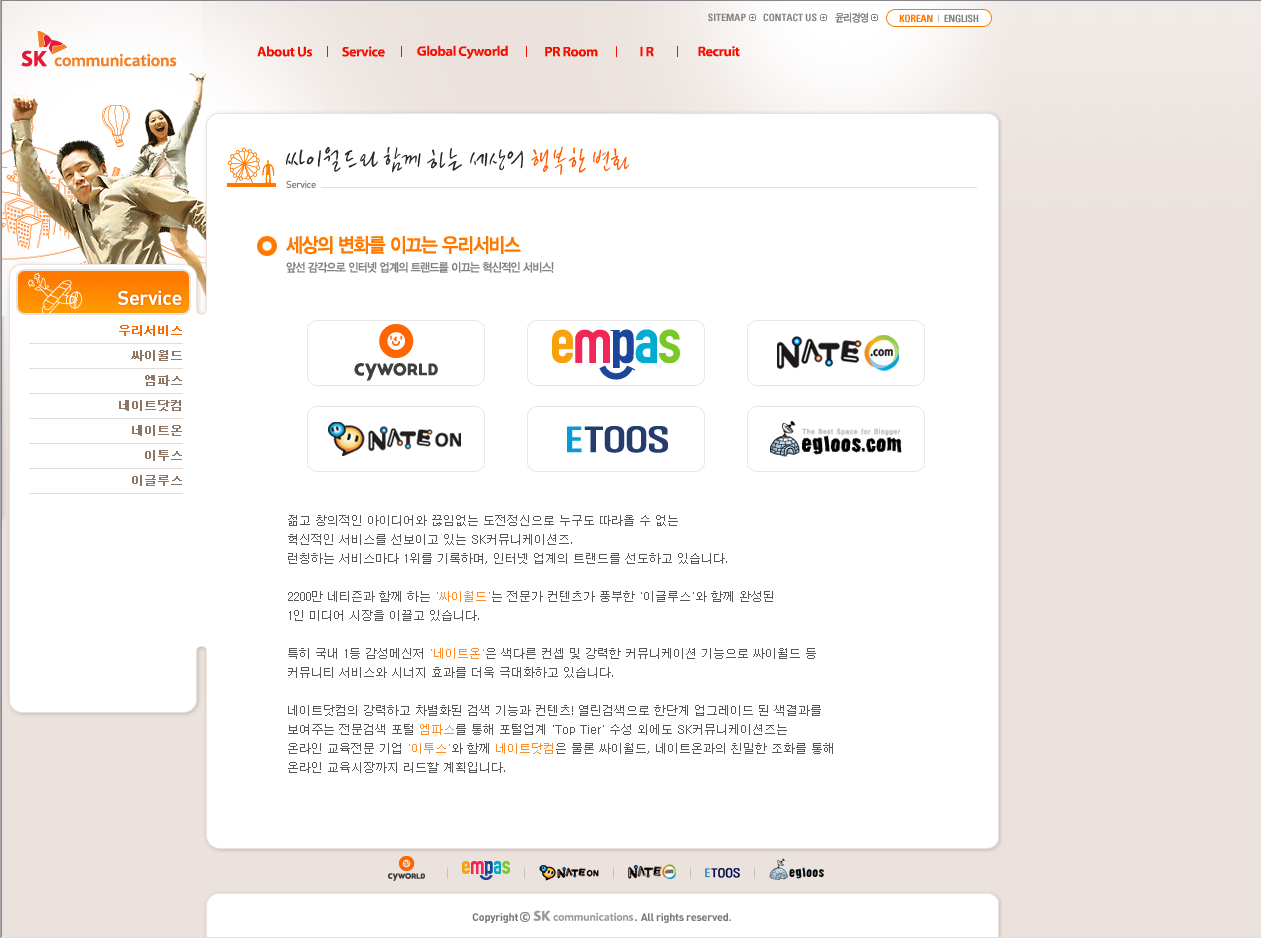 SITEMAP CONTACT US 윤리경영 KOREAN | ENGLISH
SK communications
About Us | Service | Global Cyworld | PR Room | I R | Recruit
싸이월드와 함께 하는 세상의 행복한 변화
Service
세상의 변화를 이끄는 우리서비스
앞선 감각으로 인터넷 업계의 트랜드를 이끄는 혁신적인 서비스!
Service
우리서비스
싸이월드
엠파스
네이트닷컴
네이트온
이투스
이글루스
CYWORLD
empas
NATE .com
NATE ON
ETOOS
The Best Space for Blogger
egloos.com
젊고 창의적인 아이디어와 끊임없는 도전정신으로 누구도 따라올 수 없는
혁신적인 서비스를 선보이고 있는 SK커뮤니케이션즈.
런칭하는 서비스마다 1위를 기록하며, 인터넷 업계의 트랜드를 선도하고 있습니다.
2200만 네티즌과 함께 하는 '싸이월드'는 전문가 컨텐츠가 풍부한 '이글루스'와 함께 완성된
1인 미디어 시장을 이끌고 있습니다.
특히 국내 1등 감성메신저 '네이트온'은 색다른 컨셉 및 강력한 커뮤니케이션 기능으로 싸이월드 등
커뮤니티 서비스와 시너지 효과를 더욱 극대화하고 있습니다.
네이트닷컴의 강력하고 차별화된 검색 기능과 컨텐츠! 열린검색으로 한단계 업그레이드 된 색결과를
보여주는 전문검색 포털 엠파스를 통해 포털업계 'Top Tier' 수성 외에도 SK커뮤니케이션즈는
온라인 교육전문 기업 '이투스'와 함께 네이트닷컴은 물론 싸이월드, 네이트온과의 친밀한 조화를 통해
온라인 교육시장까지 리드할 계획입니다.
CYWORLD | empas | NATE ON | NATE .com | ETOOS | egloos
Copyright ⓒ SK communications. All rights reserved.